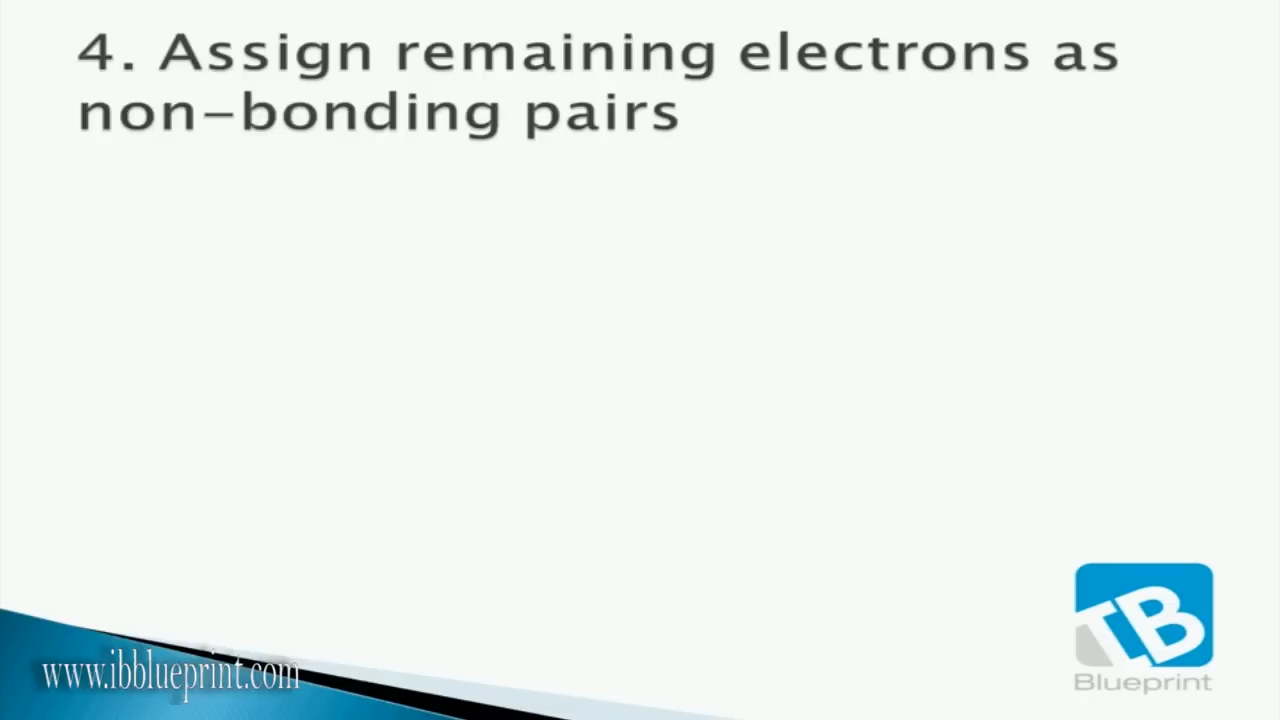 4. Assign remaining electrons as
non-bonding pairs
IB
Blueprint
www.ibblueprint.com